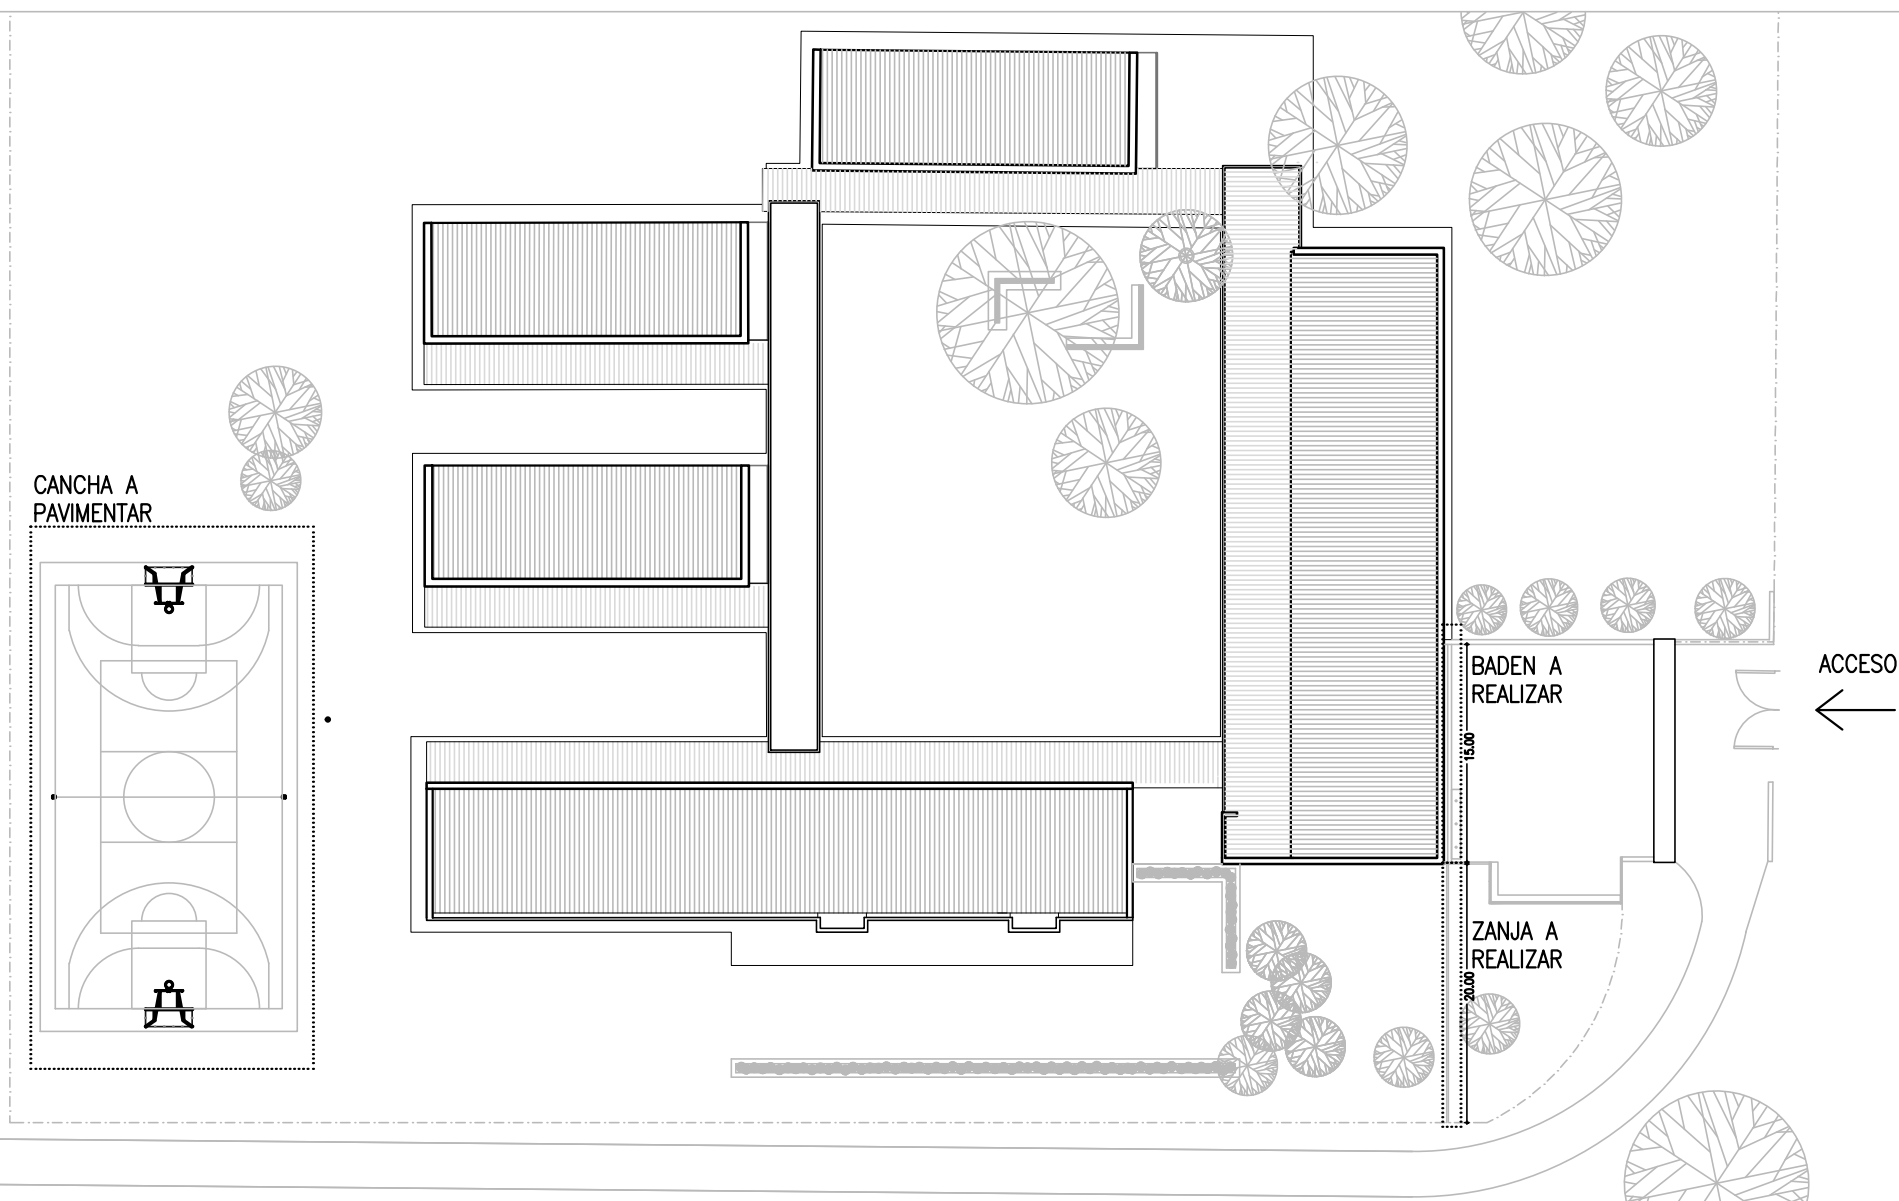 CANCHA A
PAVIMENTAR
BADEN A
REALIZAR
ACCESO
15.00
ZANJA A
REALIZAR
20.00